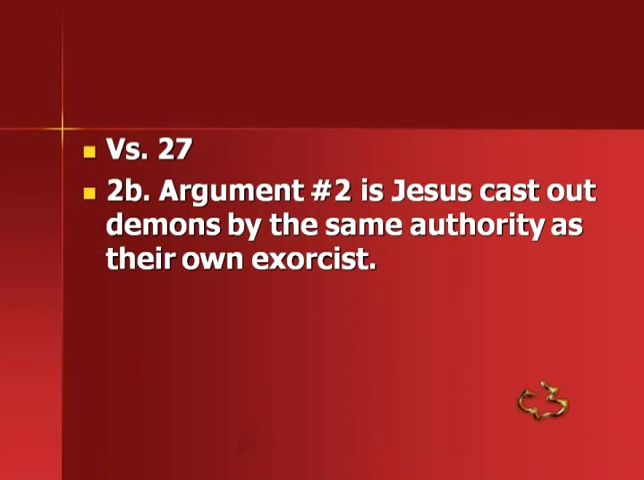 Vs. 27
2b. Argument #2 is Jesus cast out
demons by the same authority as
their own exorcist.